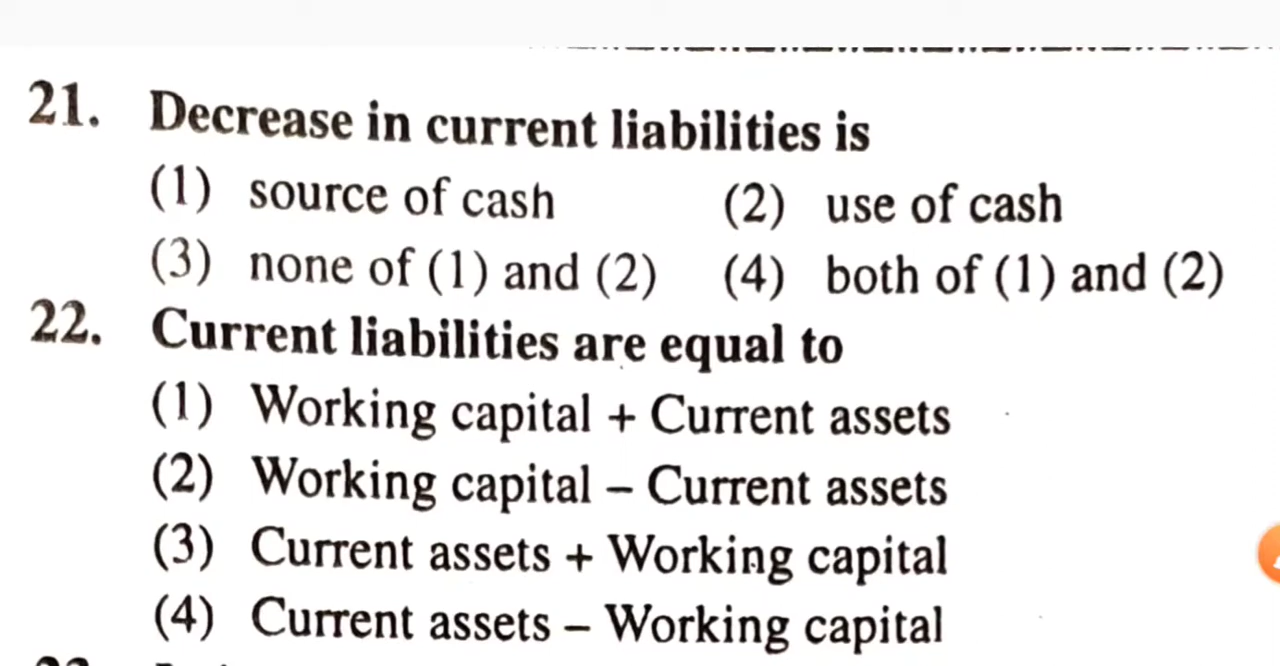 21. Decrease in current liabilities is
(1) source of cash (2) use of cash
(3) none of (1) and (2) (4) both of (1) and (2)
22. Current liabilities are equal to
(1) Working capital + Current assets
(2) Working capital – Current assets
(3) Current assets + Working capital
(4) Current assets – Working capital